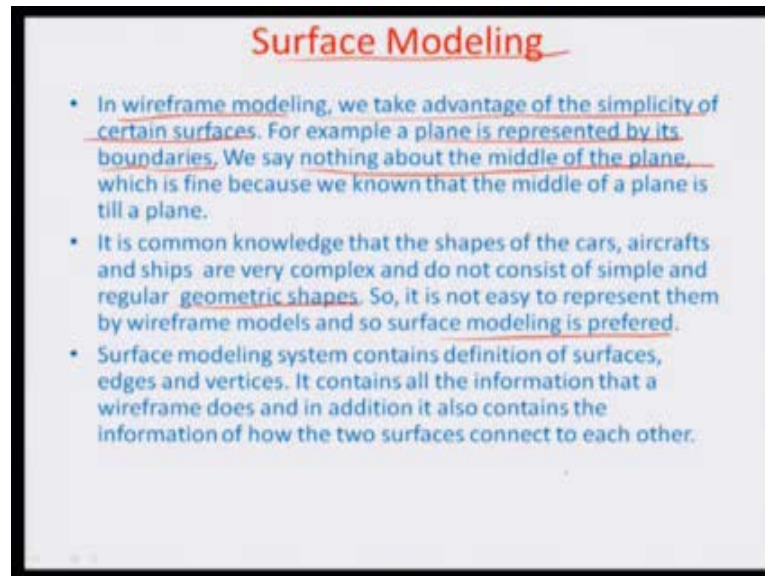 Surface Modeling
• In wireframe modeling, we take advantage of the simplicity of
certain surfaces. For example a plane is represented by its
boundaries. We say nothing about the middle of the plane,
which is fine because we known that the middle of a plane is
till a plane.
• It is common knowledge that the shapes of the cars, aircrafts
and ships are very complex and do not consist of simple and
regular geometric shapes. So, it is not easy to represent them
by wireframe models and so surface modeling is prefered.
• Surface modeling system contains definition of surfaces,
edges and vertices. It contains all the information that a
wireframe does and in addition it also contains the
information of how the two surfaces connect to each other.